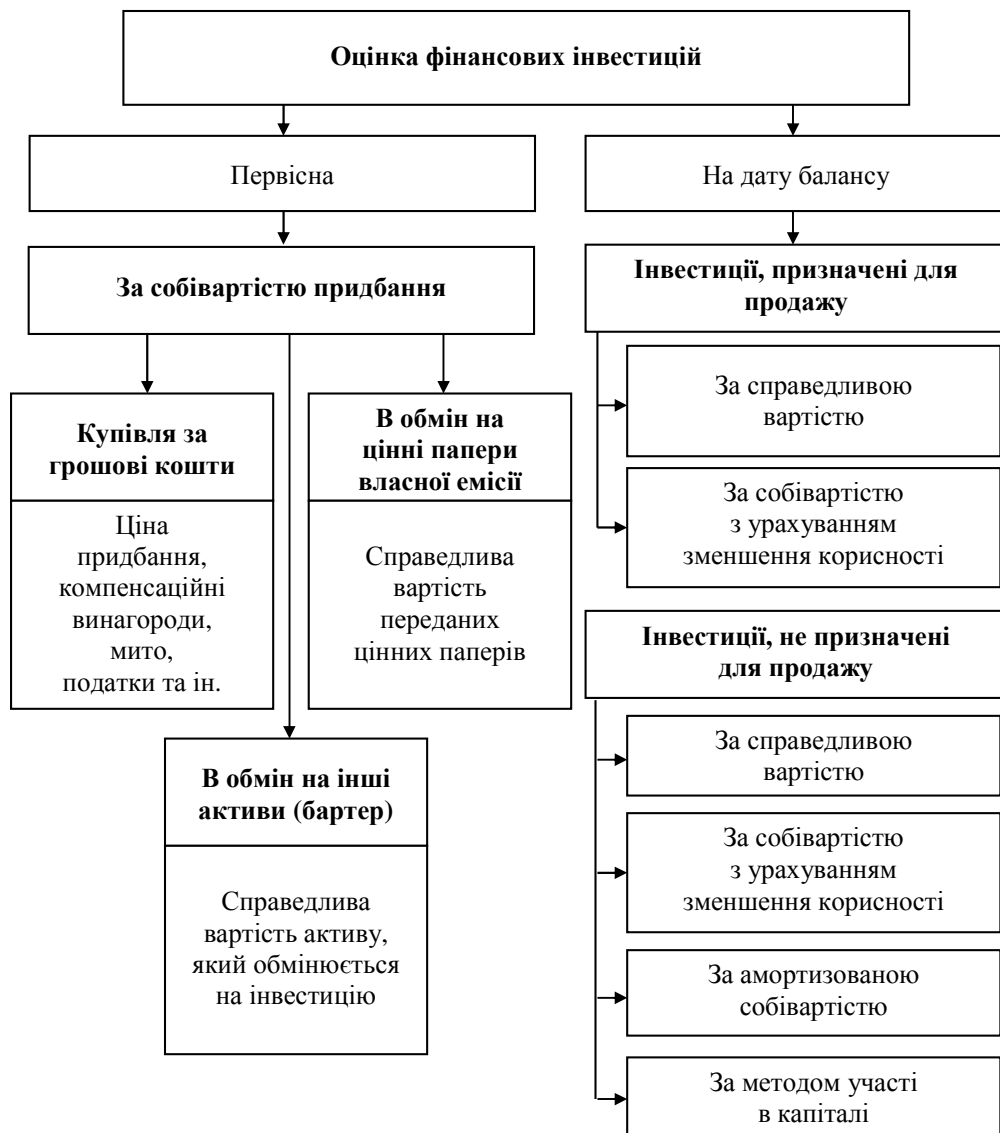 Оцінка фінансових інвестицій
Первісна
На дату балансу
За собівартістю придбання
Інвестиції, призначені для
продажу
За справедливою
вартістю
За собівартістю
з урахуванням
зменшення корисності
Купівля за
грошові кошти
Ціна
придбання,
компенсаційні
винагороди,
мито,
податки та ін.
В обмін на
цінні папери
власної емісії
Справедлива
вартість
переданих
цінних паперів
В обмін на інші
активи (бартер)
Справедлива
вартість активу,
який обмінюється
на інвестицію
Інвестиції, не призначені
для продажу
За справедливою
вартістю
За собівартістю
з урахуванням
зменшення корисності
За амортизованою
собівартістю
За методом участі
в капіталі